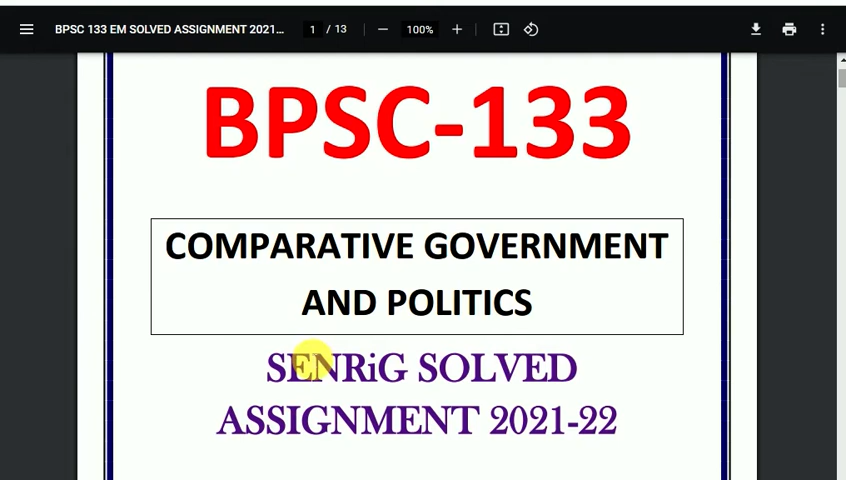 BPSC 133 EM SOLVED ASSIGNMENT 2021... 1 / 13 100%
BPSC-133
COMPARATIVE GOVERNMENT
AND POLITICS
SENRiG SOLVED
ASSIGNMENT 2021-22